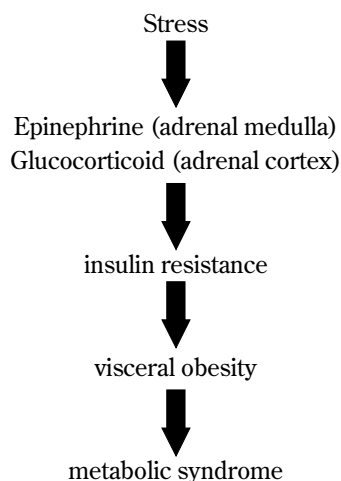 Stress
Epinephrine (adrenal medulla)
Glucocorticoid (adrenal cortex)
insulin resistance
visceral obesity
metabolic syndrome